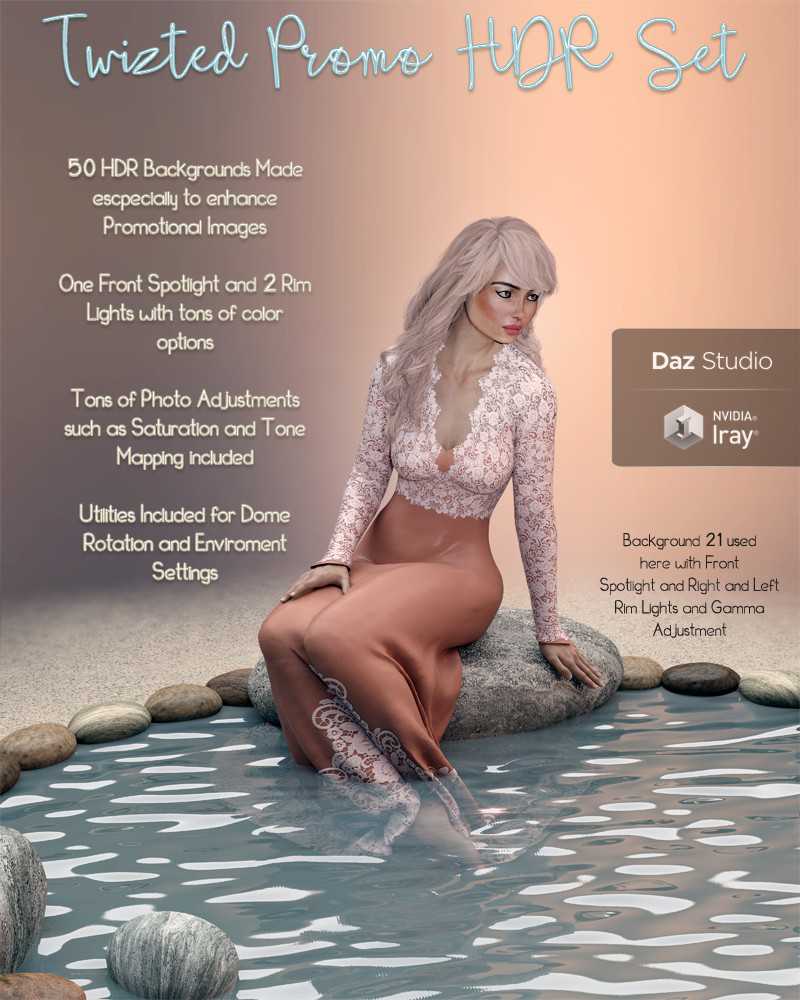 Twizted Promo HDR Set
50 HDR Backgrounds Made
escpecially to enhance
Promotional Images
One Front Spotlight and 2 Rim
Lights with tons of color
options
Tons of Photo Adjustments
such as Saturation and Tone
Mapping included
Utilities Included for Dome
Rotation and Enviroment
Settings
Daz Studio
NVIDIA®
Iray®
Background 21 used
here with Front
Spotlight and Right and Left
Rim Lights and Gamma
Adjustment